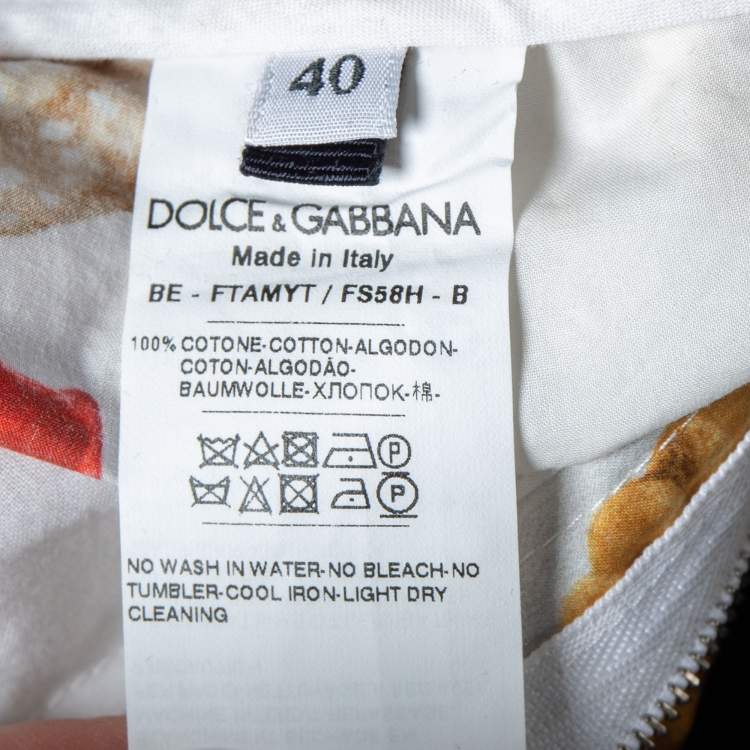 40
DOLCE & GABBANA
Made in Italy
BE - FTAMYT / FS58H - B
100% COTONE-COTTON-ALGODON-
COTON-ALGODÃO-
BAUMWOLLE-ХЛОПОК-棉-
P
P
NO WASH IN WATER-NO BLEACH-NO
TUMBLER-COOL IRON-LIGHT DRY
CLEANING